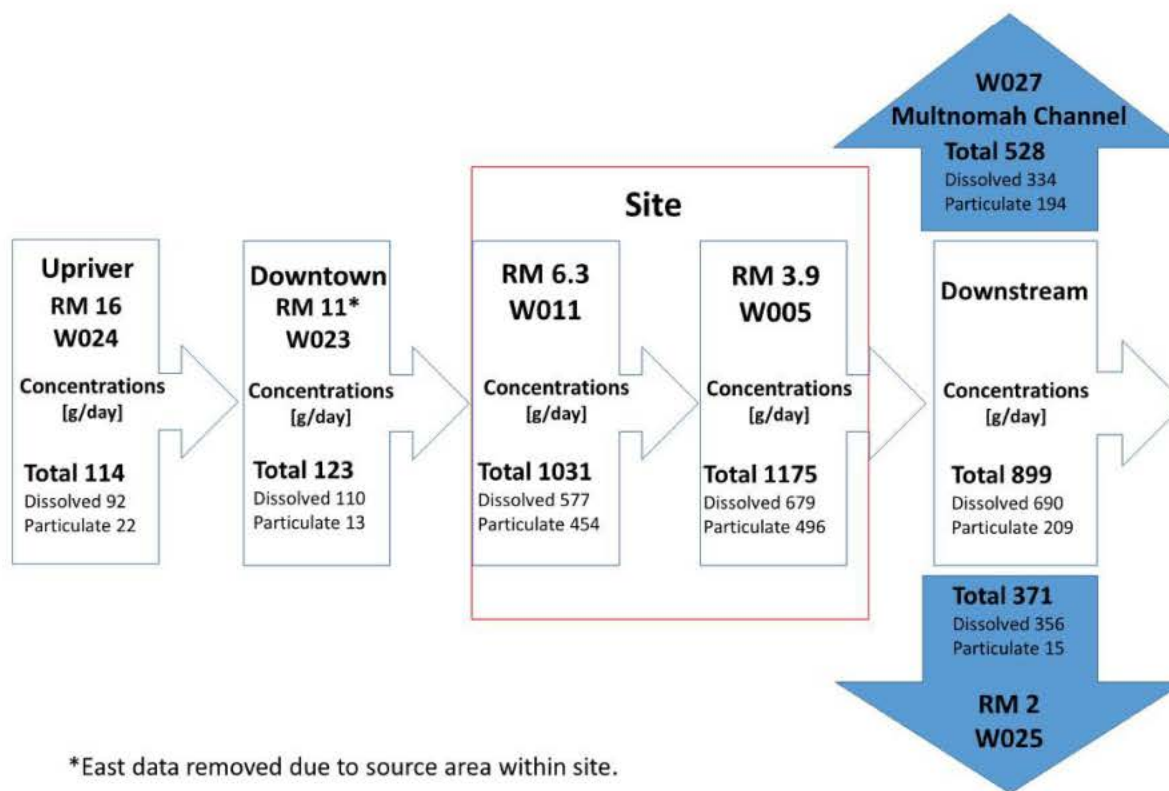 Upriver
RM 16
W024
Concentrations
[g/day]
Total 114
Dissolved 92
Particulate 22
Downtown
RM 11*
W023
Concentrations
[g/day]
Total 123
Dissolved 110
Particulate 13
Site
RM 6.3
W011
Concentrations
[g/day]
Total 1031
Dissolved 577
Particulate 454
RM 3.9
W005
Concentrations
[g/day]
Total 1175
Dissolved 679
Particulate 496
W027
Multnomah Channel
Total 528
Dissolved 334
Particulate 194
Downstream
Concentrations
[g/day]
Total 899
Dissolved 690
Particulate 209
Total 371
Dissolved 356
Particulate 15
RM 2
W025
*East data removed due to source area within site.